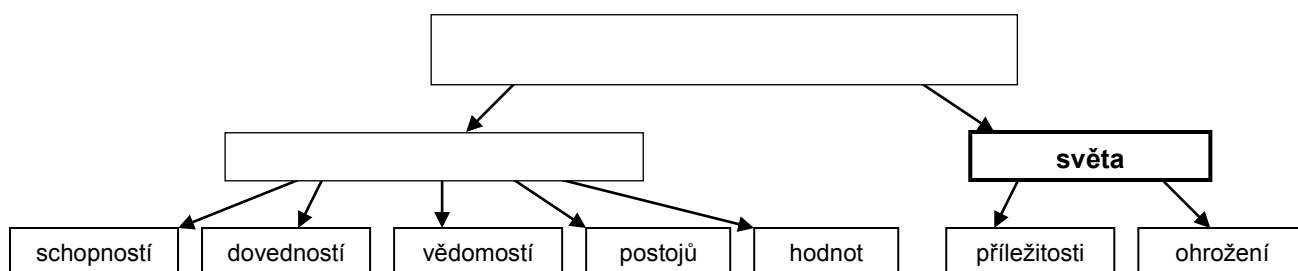 světa
schopností
dovedností
vědomostí
postojů
hodnot
příležitosti
ohrožení